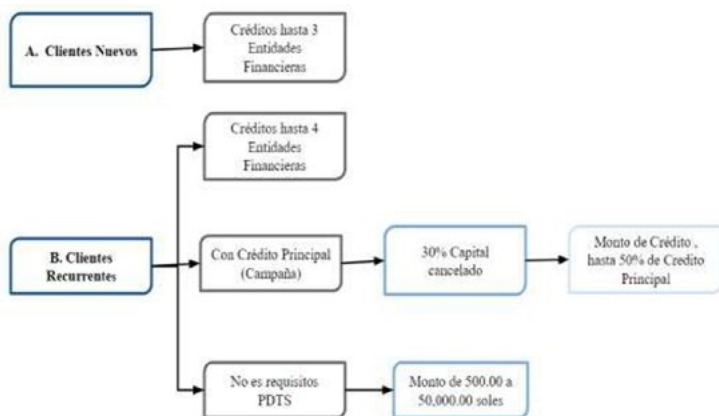 A. Clientes Nuevos
Créditos hasta 3
Entidades
Financieras
Créditos hasta 4
Entidades
Financieras
B. Clientes
Recurrentes
Con Crédito Principal
(Campaña)
30% Capital
cancelado
Monto de Crédito ,
hasta 50% de Credito
Principal
No es requisitos
PDTS
Monto de 500.00 a
50,000.00 soles